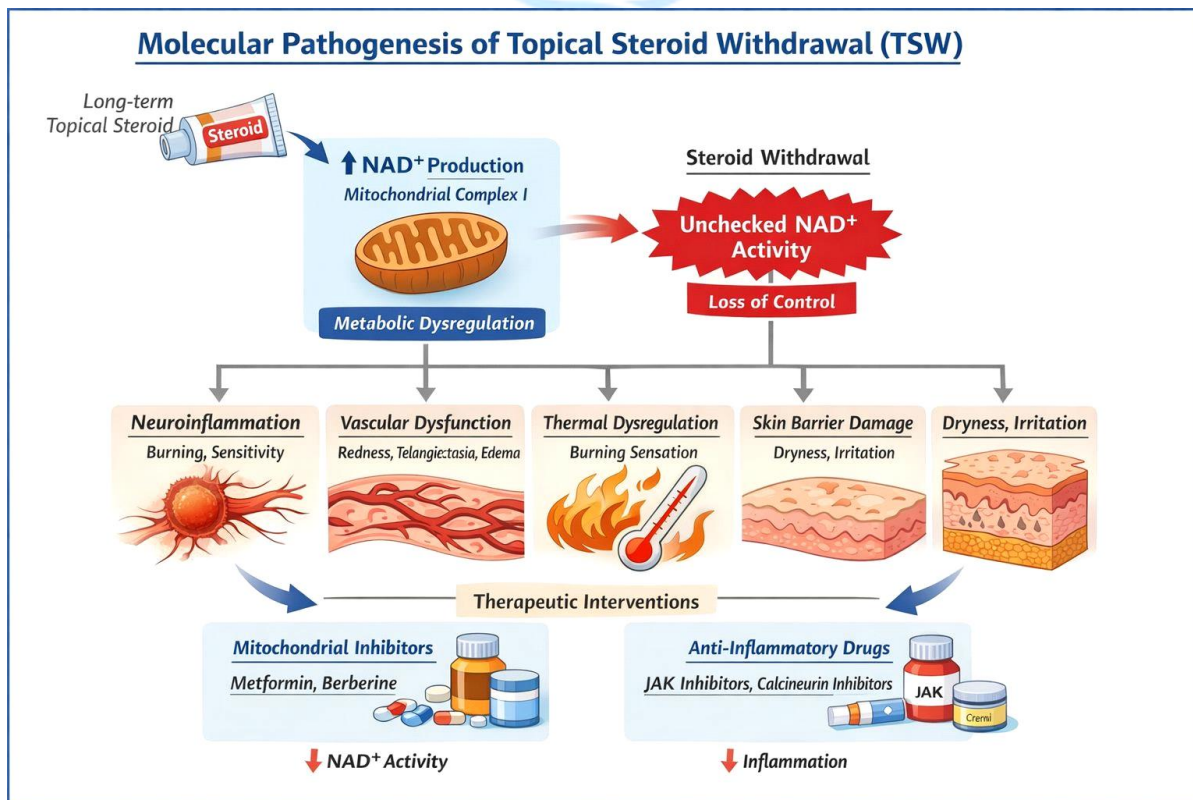 Molecular Pathogenesis of Topical Steroid Withdrawal (TSW)
Long-term
Topical Steroid
Steroid
NAD⁺ Production
Mitochondrial Complex I
Metabolic Dysregulation
Steroid Withdrawal
Unchecked NAD⁺
Activity
Loss of Control
Neuroinflammation
Burning, Sensitivity
Vascular Dysfunction
Redness, Telangiectasia, Edema
Thermal Dysregulation
Burning Sensation
Skin Barrier Damage
Dryness, Irritation
Dryness, Irritation
Therapeutic Interventions
Mitochondrial Inhibitors
Metformin, Berberine
NAD⁺ Activity
Anti-Inflammatory Drugs
JAK Inhibitors, Calcineurin Inhibitors
JAK
Cremi
Inflammation